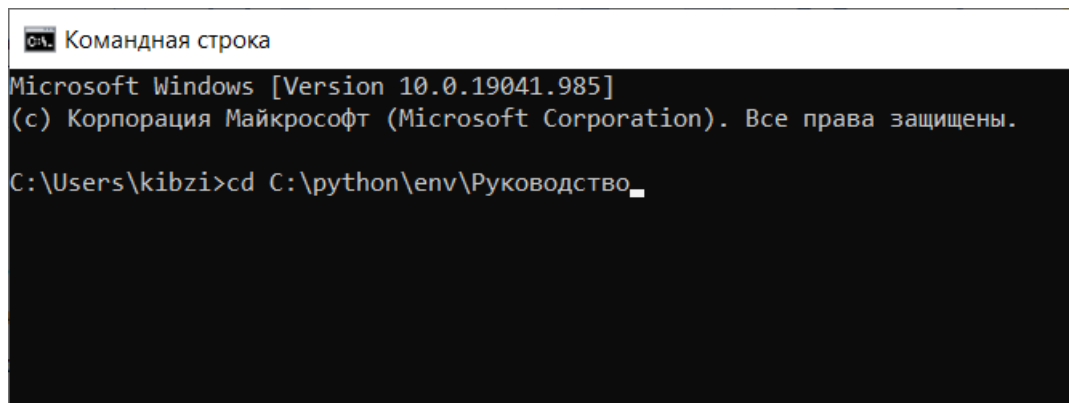 Командная строка
Microsoft Windows [Version 10.0.19041.985]
(c) Корпорация Майкрософт (Microsoft Corporation). Все права защищены.
C:\Users\kibzi>cd C:\python\env\Руководство